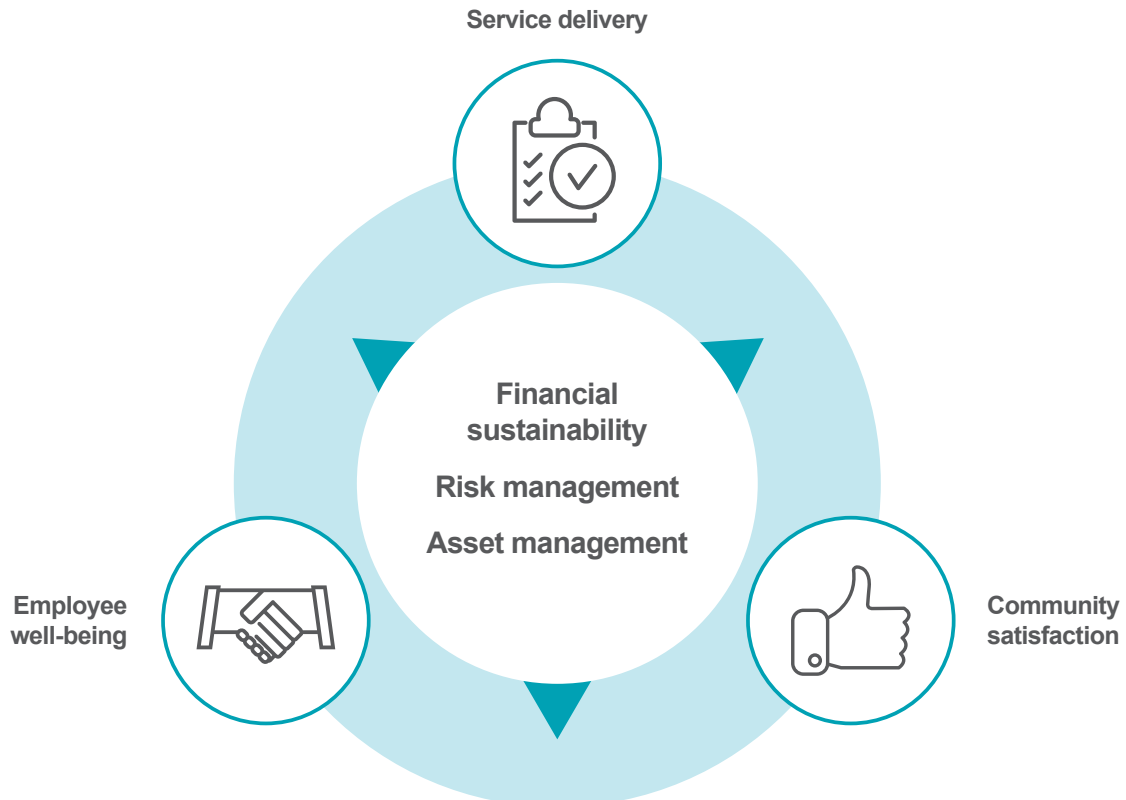 Service delivery
Financial
sustainability
Risk management
Asset management
Employee
well-being
Community
satisfaction